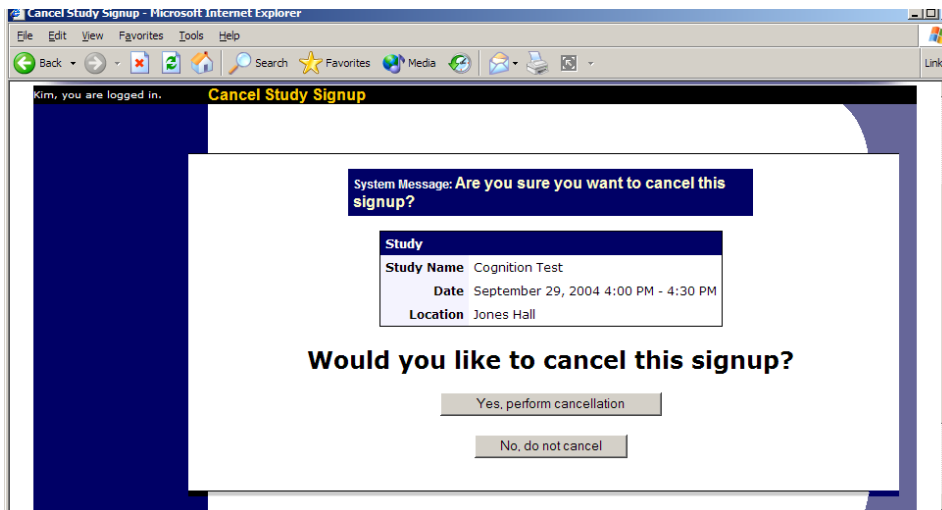 Cancel Study Signup - Microsoft Internet Explorer
File Edit View Favorites Tools Help
Back Search Favorites Media Link
Kim, you are logged in. Cancel Study Signup
System Message: Are you sure you want to cancel this
signup?
Study
Study Name Cognition Test
Date September 29, 2004 4:00 PM - 4:30 PM
Location Jones Hall
Would you like to cancel this signup?
Yes, perform cancellation
No, do not cancel